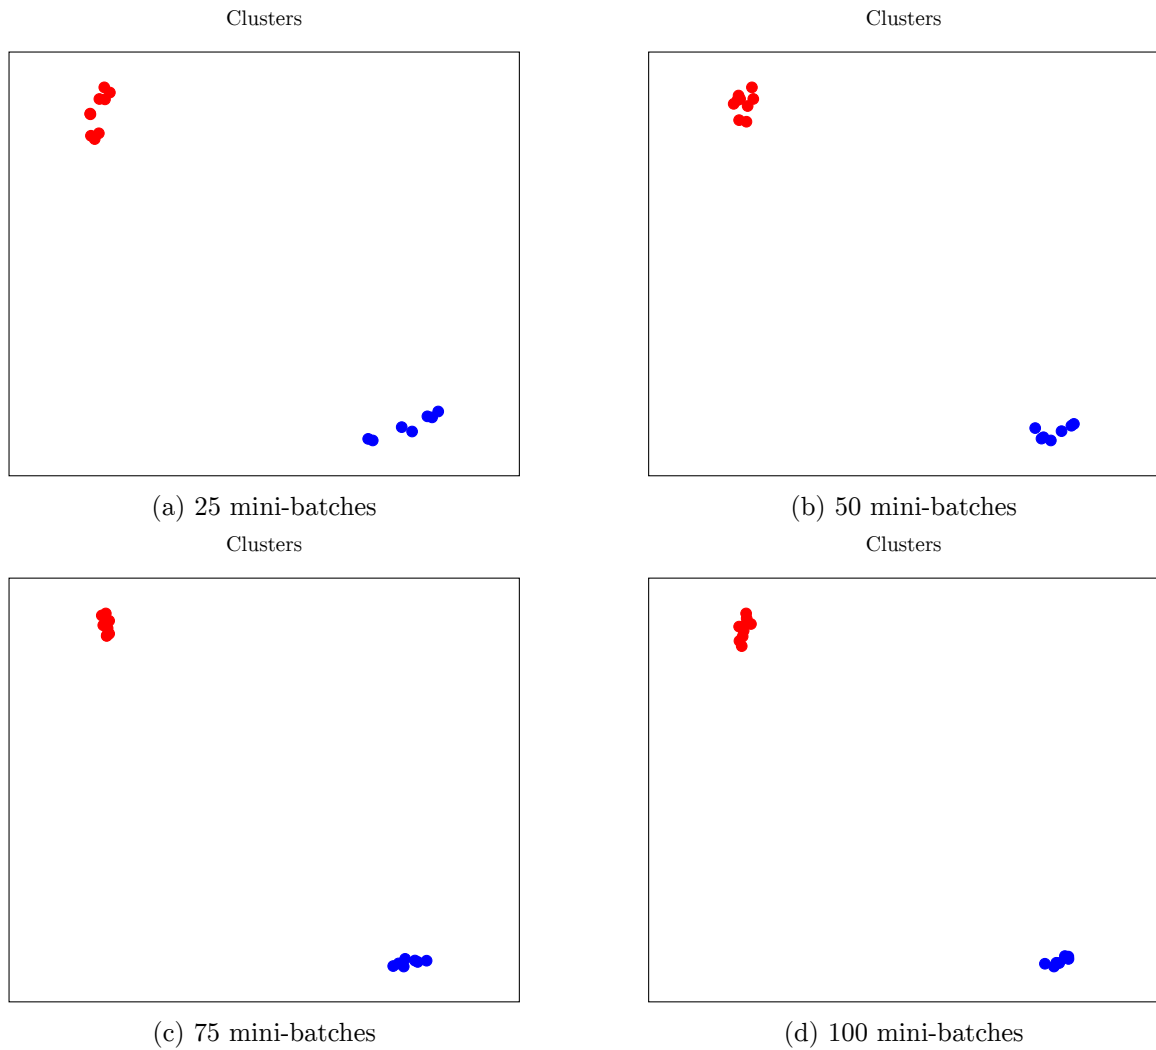 Clusters
Clusters
(a) 25 mini-batches
(b) 50 mini-batches
Clusters
Clusters
(c) 75 mini-batches
(d) 100 mini-batches